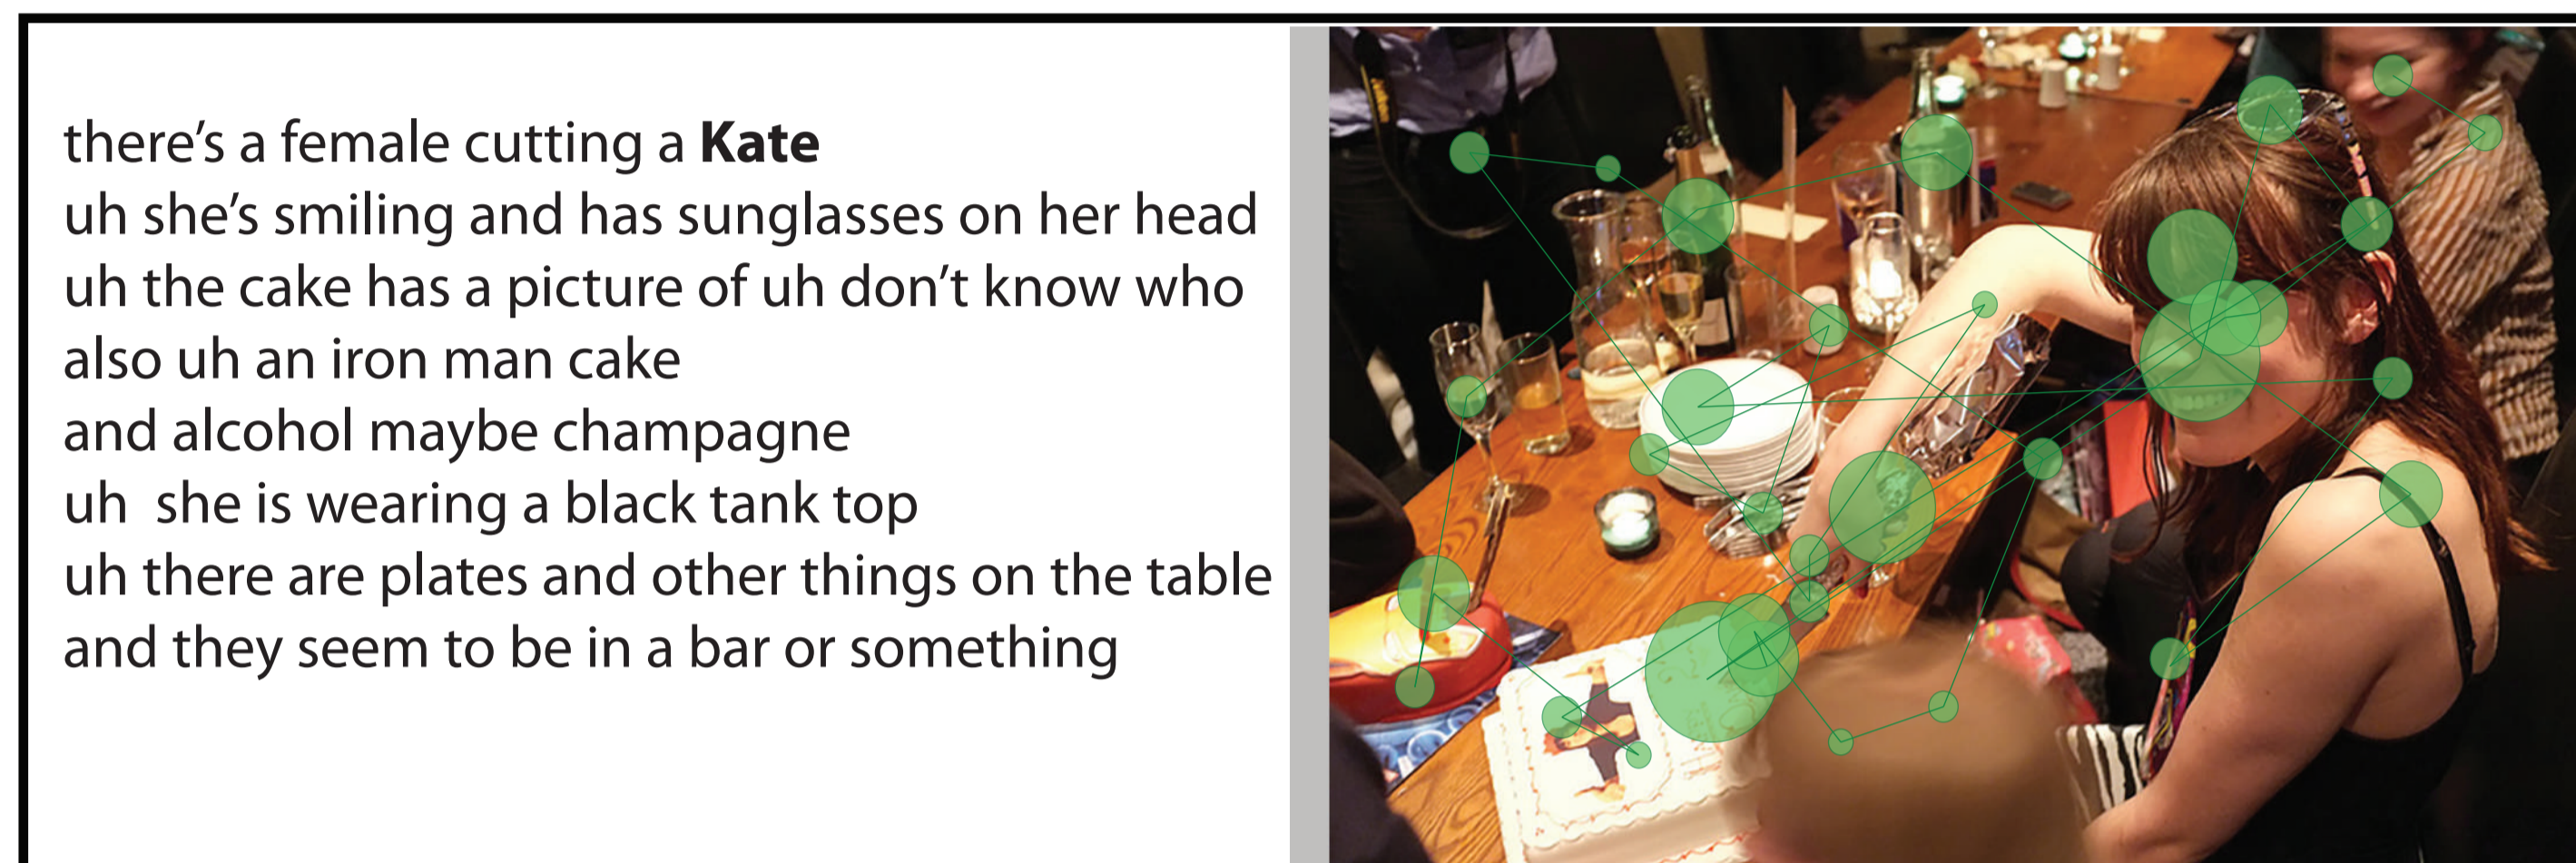 there's a female cutting a Kate
uh she's smiling and has sunglasses on her head
uh the cake has a picture of uh don't know who
also uh an iron man cake
and alcohol maybe champagne
uh she is wearing a black tank top
uh there are plates and other things on the table
and they seem to be in a bar or something